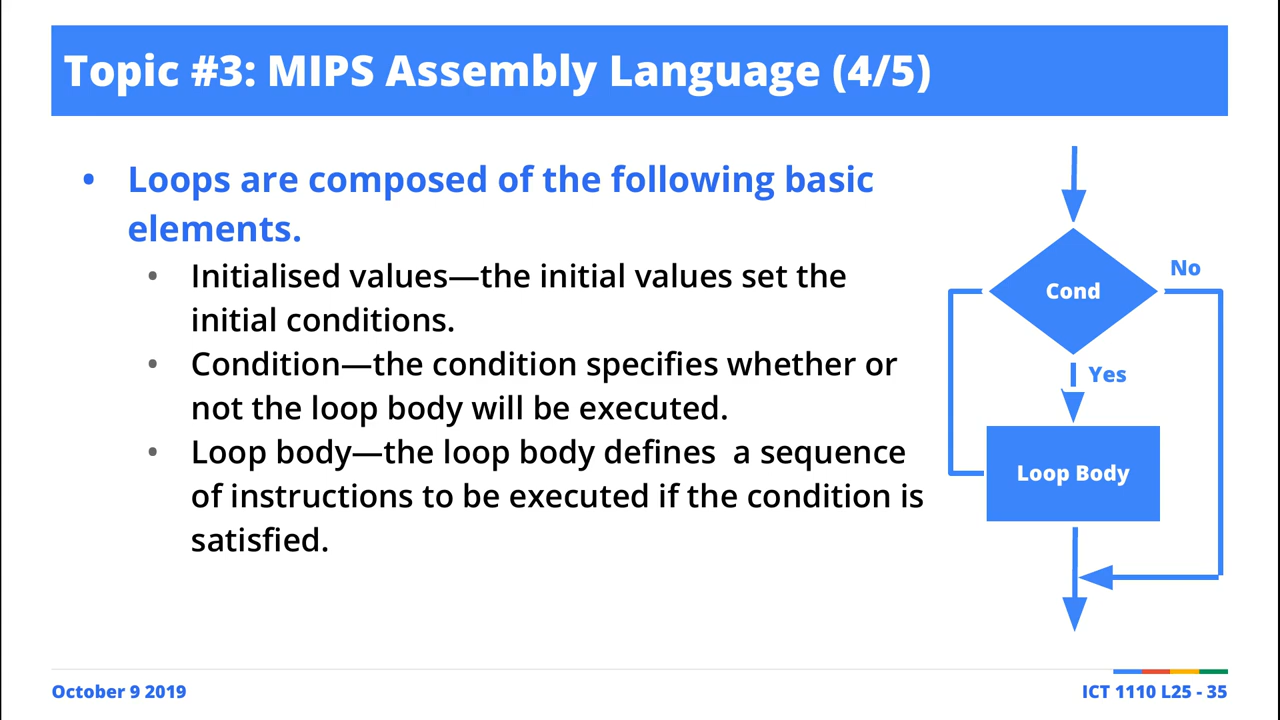 Topic #3: MIPS Assembly Language (4/5)
• Loops are composed of the following basic
elements.
• Initialised values—the initial values set the
initial conditions.
• Condition—the condition specifies whether or
not the loop body will be executed.
• Loop body—the loop body defines  a sequence
of instructions to be executed if the condition is
satisfied.
No
Cond
Yes
Loop Body
October 9 2019
ICT 1110 L25 - 35